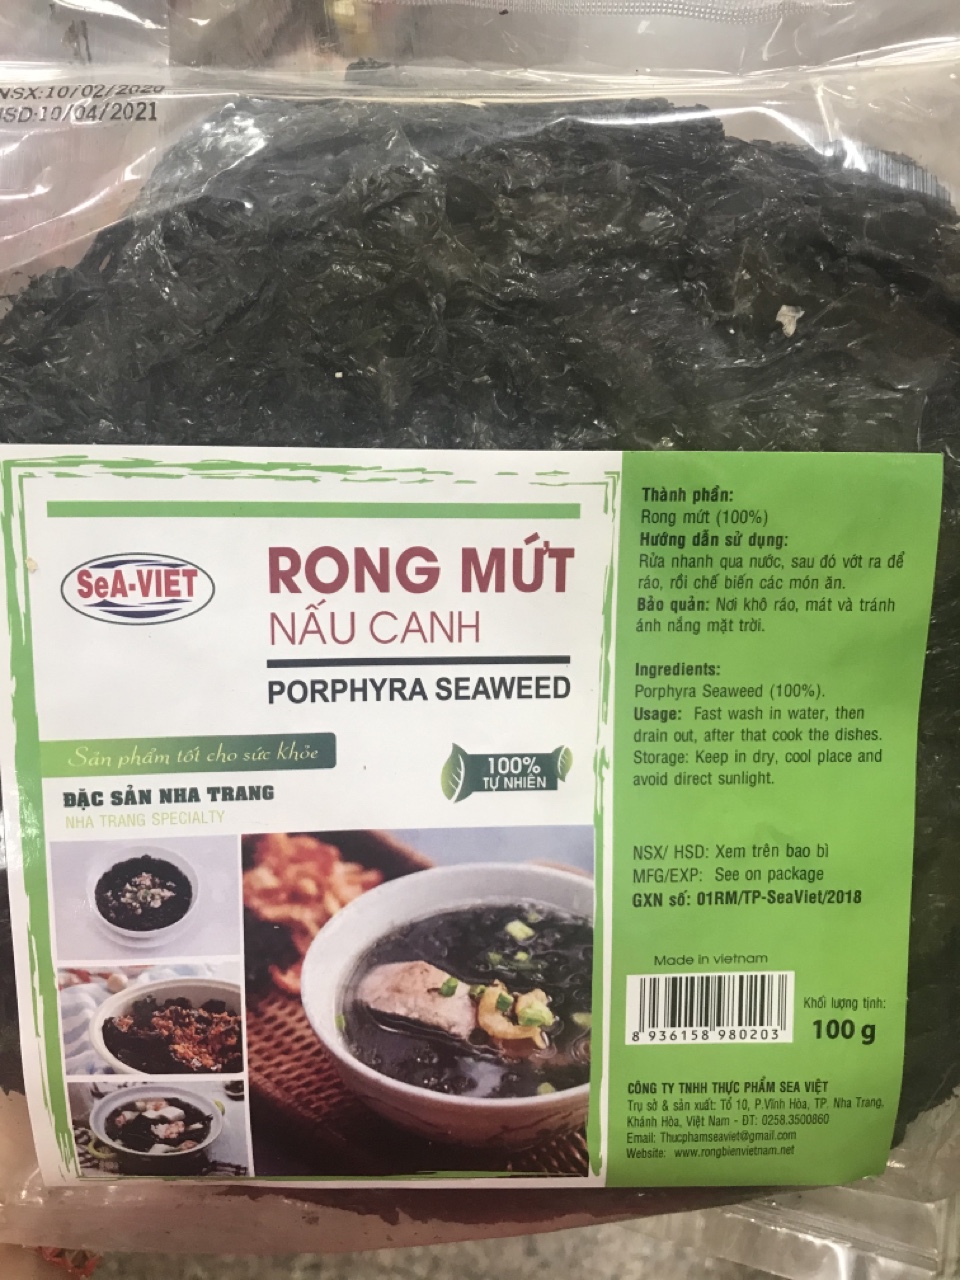 NSX:10/02/2020
HSD:10/04/2021
SeA-VIET
RONG MỨT
NẤU CANH
PORPHYRA SEAWEED
Sản phẩm tốt cho sức khỏe
100%
TỰ NHIÊN
ĐẶC SẢN NHA TRANG
NHA TRANG SPECIALTY
Thành phần:
Rong mứt (100%)
Hướng dẫn sử dụng:
Rửa nhanh qua nước, sau đó vớt ra để
ráo, rồi chế biến các món ăn.
Bảo quản: Nơi khô ráo, mát và tránh
ánh nắng mặt trời.
Ingredients:
Porphyra Seaweed (100%).
Usage: Fast wash in water, then
drain out, after that cook the dishes.
Storage: Keep in dry, cool place and
avoid direct sunlight.
NSX/ HSD: Xem trên bao bì
MFG/EXP: See on package
GXN số: 01RM/TP-SeaViet/2018
Made in vietnam
8 936158 980203
Khối lượng tịnh:
100 g
CÔNG TY TNHH THỰC PHẨM SEA VIỆT
Trụ sở & sản xuất: Tổ 10, P.Vĩnh Hòa, TP. Nha Trang,
Khánh Hòa, Việt Nam - ĐT: 0258.3500860
Email: Thucphamseaviet@gmail.com
Website: www.rongbienvietnam.net